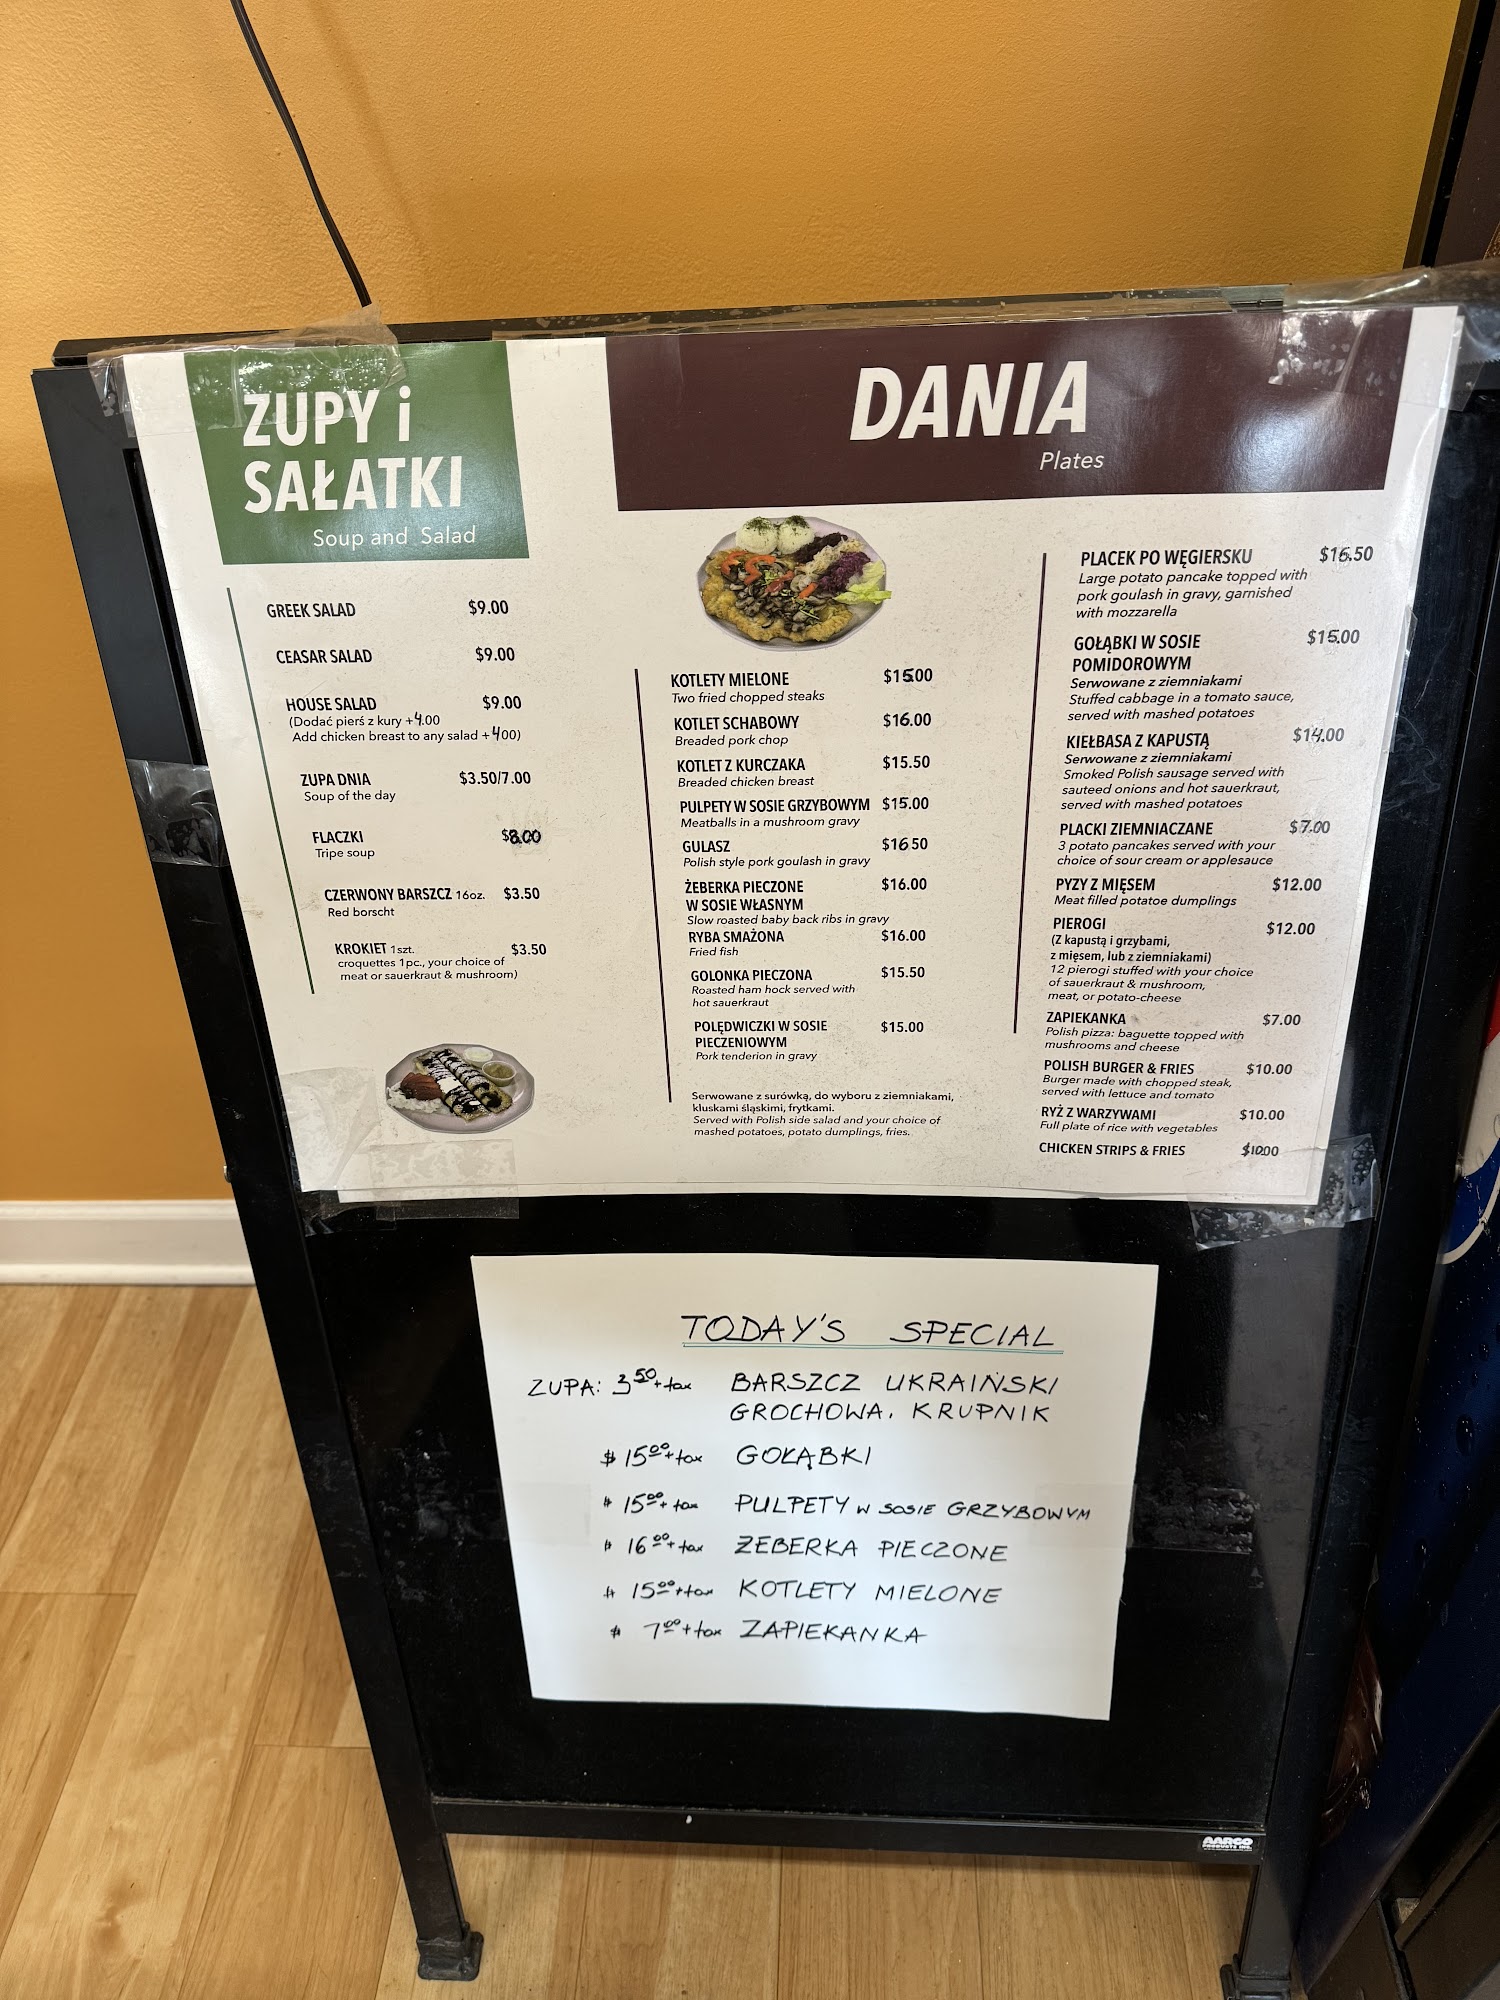 ZUPY i
SAŁATKI
Soup and Salad
GREEK SALAD $9.00
CEASAR SALAD $9.00
HOUSE SALAD $9.00
(Dodać pierś z kury +4.00
Add chicken breast to any salad +400)
ZUPA DNIA $3.50/7.00
Soup of the day
FLACZKI $8.00
Tripe soup
CZERWONY BARSZCZ 16oz. $3.50
Red borscht
KROKIET 1szt. $3.50
croquettes 1pc., your choice of
meat or sauerkraut & mushroom)
DANIA
Plates
KOTLETY MIELONE $15.00
Two fried chopped steaks
KOTLET SCHABOWY $16.00
Breaded pork chop
KOTLET Z KURCZAKA $15.50
Breaded chicken breast
PULPETY W SOSIE GRZYBOWYM $15.00
Meatballs in a mushroom gravy
GULASZ $16 50
Polish style pork goulash in gravy
ŻEBERKA PIECZONE $16.00
W SOSIE WŁASNYM
Slow roasted baby back ribs in gravy
RYBA SMAŻONA $16.00
Fried fish
GOLONKA PIECZONA $15.50
Roasted ham hock served with
hot sauerkraut
POLĘDWICZKI W SOSIE $15.00
PIECZENIOWYM
Pork tenderion in gravy
Serwowane z surówką, do wyboru z ziemniakami,
kluskami śląskimi, frytkami.
Served with Polish side salad and your choice of
mashed potatoes, potato dumplings, fries.
PLACEK PO WĘGIERSKU $16.50
Large potato pancake topped with
pork goulash in gravy, garnished
with mozzarella
GOŁĄBKI W SOSIE $15.00
POMIDOROWYM
Serwowane z ziemniakami
Stuffed cabbage in a tomato sauce,
served with mashed potatoes
KIEŁBASA Z KAPUSTĄ $14.00
Serwowane z ziemniakami
Smoked Polish sausage served with
sauteed onions and hot sauerkraut,
served with mashed potatoes
PLACKI ZIEMNIACZANE $7.00
3 potato pancakes served with your
choice of sour cream or applesauce
PYZY Z MIĘSEM $12.00
Meat filled potatoe dumplings
PIEROGI $12.00
(Z kapustą i grzybami,
z mięsem, lub z ziemniakami)
12 pierogi stuffed with your choice
of sauerkraut & mushroom,
meat, or potato-cheese
ZAPIEKANKA $7.00
Polish pizza: baguette topped with
mushrooms and cheese
POLISH BURGER & FRIES $10.00
Burger made with chopped steak,
served with lettuce and tomato
RYŻ Z WARZYWAMI $10.00
Full plate of rice with vegetables
CHICKEN STRIPS & FRIES $10.00
TODAY'S SPECIAL
ZUPA: 3 50 + tax BARSZCZ UKRAIŃSKI
GROCHOWA, KRUPNIK
$ 15 00 + tax GOŁĄBKI
$ 15 00 + tax PULPETY W SOSIE GRZYBOWYM
$ 16 00 + tax ŻEBERKA PIECZONE
$ 15 00 + tax KOTLETY MIELONE
$ 7 00 + tax ZAPIEKANKA
AARCO
PRODUCTS INC.